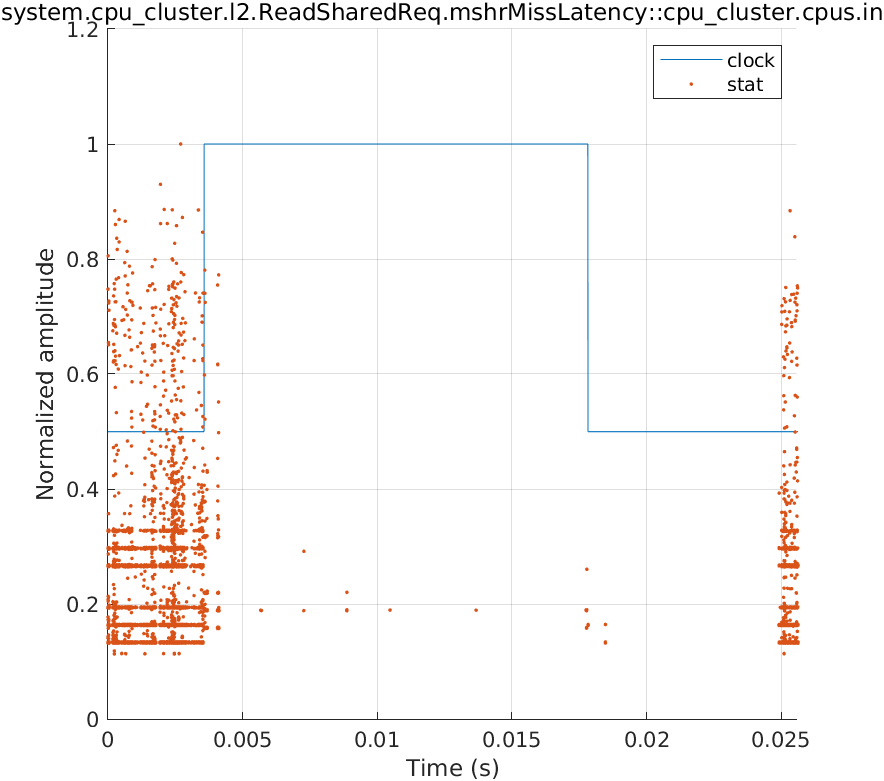 system.cpu_cluster.l2.ReadSharedReq.mshrMissLatency::cpu_cluster.cpus.in
1.2
clock
stat
1
0.8
0.6
0.4
0.2
0
Normalized amplitude
0 0.005 0.01 0.015 0.02 0.025
Time (s)